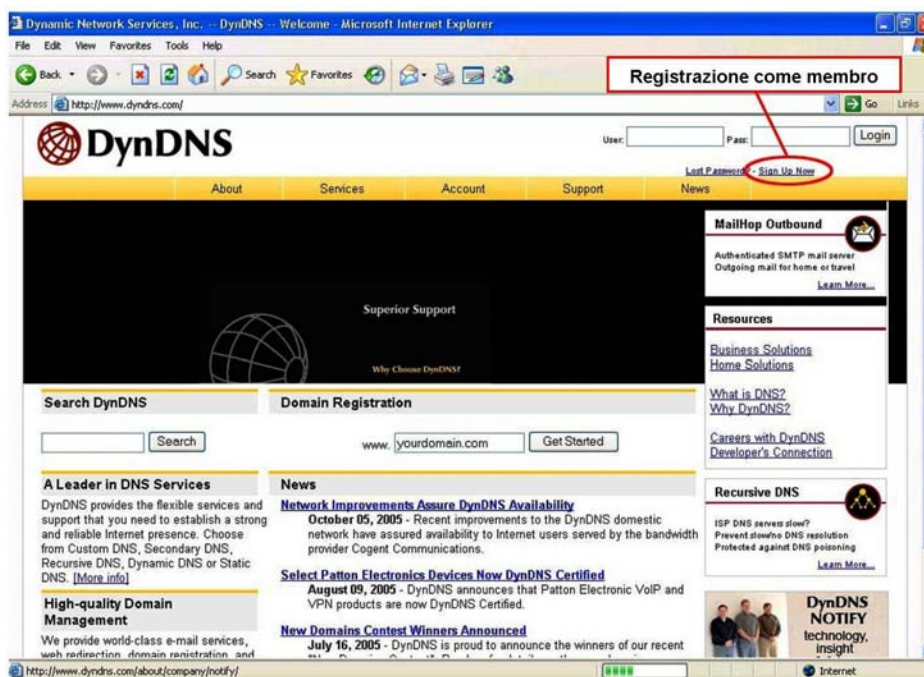 Dynamic Network Services, Inc. -- DynDNS -- Welcome - Microsoft Internet Explorer
File Edit View Favorites Tools Help
Back Search Favorites
Registrazione come membro
Address http://www.dyndns.com/ Go Links
DynDNS
User: Pass: Login
Lost Password? - Sign Up Now
About Services Account Support News
Superior Support
Why Choose DynDNS?
MailHop Outbound
Authenticated SMTP mail server
Outgoing mail for home or travel
Learn More...
Resources
Business Solutions
Home Solutions
What is DNS?
Why DynDNS?
Careers with DynDNS
Developer's Connection
Search DynDNS
Search
Domain Registration
www. yourdomain.com Get Started
A Leader in DNS Services
DynDNS provides the flexible services and
support that you need to establish a strong
and reliable Internet presence. Choose
from Custom DNS, Secondary DNS,
Recursive DNS, Dynamic DNS or Static
DNS. [More info]
High-quality Domain
Management
We provide world-class e-mail services,
web redirection, domain registration, and
News
Network Improvements Assure DynDNS Availability
October 05, 2005 - Recent improvements to the DynDNS domestic
network have assured availability to Internet users served by the bandwidth
provider Cogent Communications.
Select Patton Electronics Devices Now DynDNS Certified
August 09, 2005 - DynDNS announces that Patton Electronic VoIP and
VPN products are now DynDNS Certified.
New Domains Contest Winners Announced
July 16, 2005 - DynDNS is proud to announce the winners of our recent
Recursive DNS
ISP DNS servers slow?
Prevent slow/no DNS resolution
Protected against DNS poisoning
Learn More...
DynDNS
NOTIFY
technology,
insight
http://www.dyndns.com/about/company/notify/ Internet